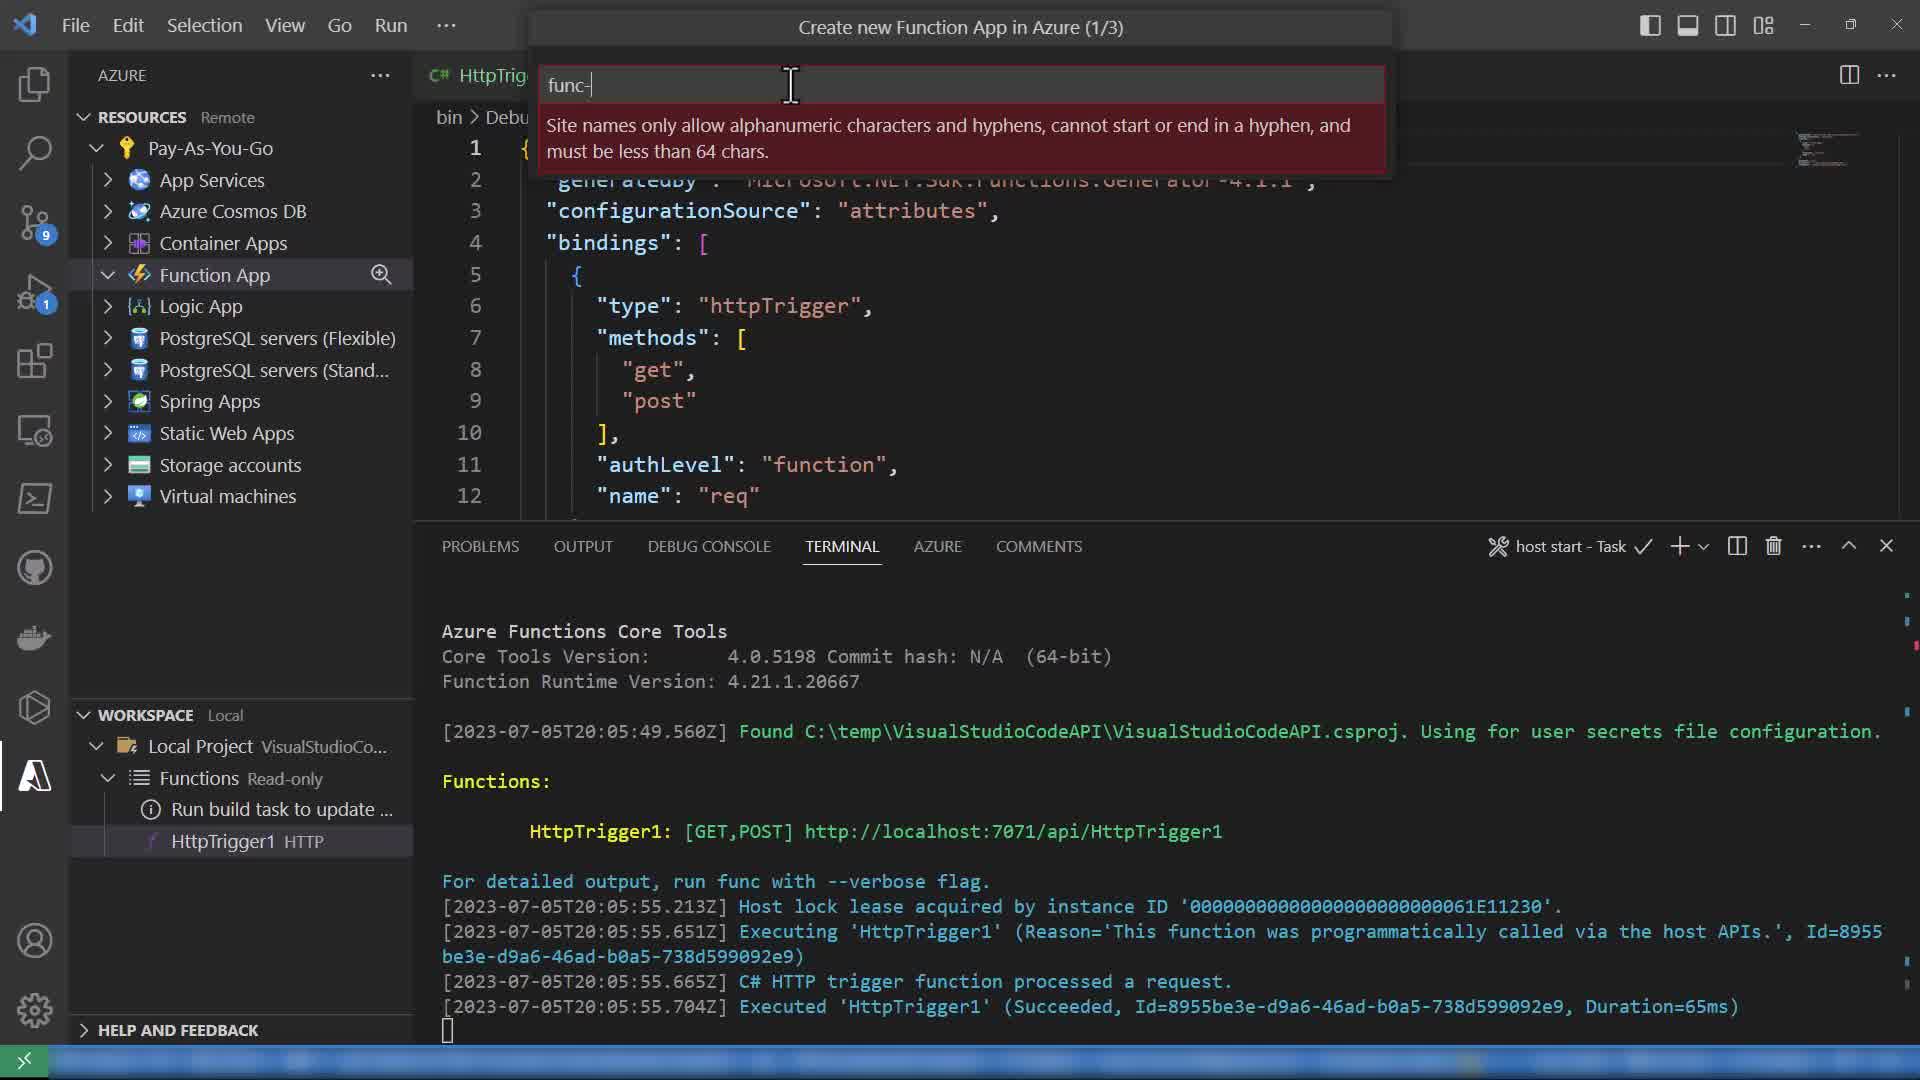 File Edit Selection View Go Run ···
Create new Function App in Azure (1/3)
func-
Site names only allow alphanumeric characters and hyphens, cannot start or end in a hyphen, and
must be less than 64 chars.
AZURE ···
C# HttpTrig
bin > Debu
RESOURCES Remote
Pay-As-You-Go
App Services
Azure Cosmos DB
Container Apps
Function App
Logic App
PostgreSQL servers (Flexible)
PostgreSQL servers (Stand...
Spring Apps
Static Web Apps
Storage accounts
Virtual machines
9
1
1 {
2 "generatedBy": "Microsoft.NET.Sdk.Functions.Generator-4.1.1",
3 "configurationSource": "attributes",
4 "bindings": [
5 {
6 "type": "httpTrigger",
7 "methods": [
8 "get",
9 "post"
10 ],
11 "authLevel": "function",
12 "name": "req"
PROBLEMS OUTPUT DEBUG CONSOLE TERMINAL AZURE COMMENTS
host start - Task
Azure Functions Core Tools
Core Tools Version: 4.0.5198 Commit hash: N/A (64-bit)
Function Runtime Version: 4.21.1.20667
[2023-07-05T20:05:49.560Z] Found C:\temp\VisualStudioCodeAPI\VisualStudioCodeAPI.csproj. Using for user secrets file configuration.
Functions:
HttpTrigger1: [GET,POST] http://localhost:7071/api/HttpTrigger1
For detailed output, run func with --verbose flag.
[2023-07-05T20:05:55.213Z] Host lock lease acquired by instance ID '00000000000000000000000061E11230'.
[2023-07-05T20:05:55.651Z] Executing 'HttpTrigger1' (Reason='This function was programmatically called via the host APIs.', Id=8955
be3e-d9a6-46ad-b0a5-738d599092e9)
[2023-07-05T20:05:55.665Z] C# HTTP trigger function processed a request.
[2023-07-05T20:05:55.704Z] Executed 'HttpTrigger1' (Succeeded, Id=8955be3e-d9a6-46ad-b0a5-738d599092e9, Duration=65ms)
WORKSPACE Local
Local Project VisualStudioCo...
Functions Read-only
Run build task to update ...
HttpTrigger1 HTTP
HELP AND FEEDBACK